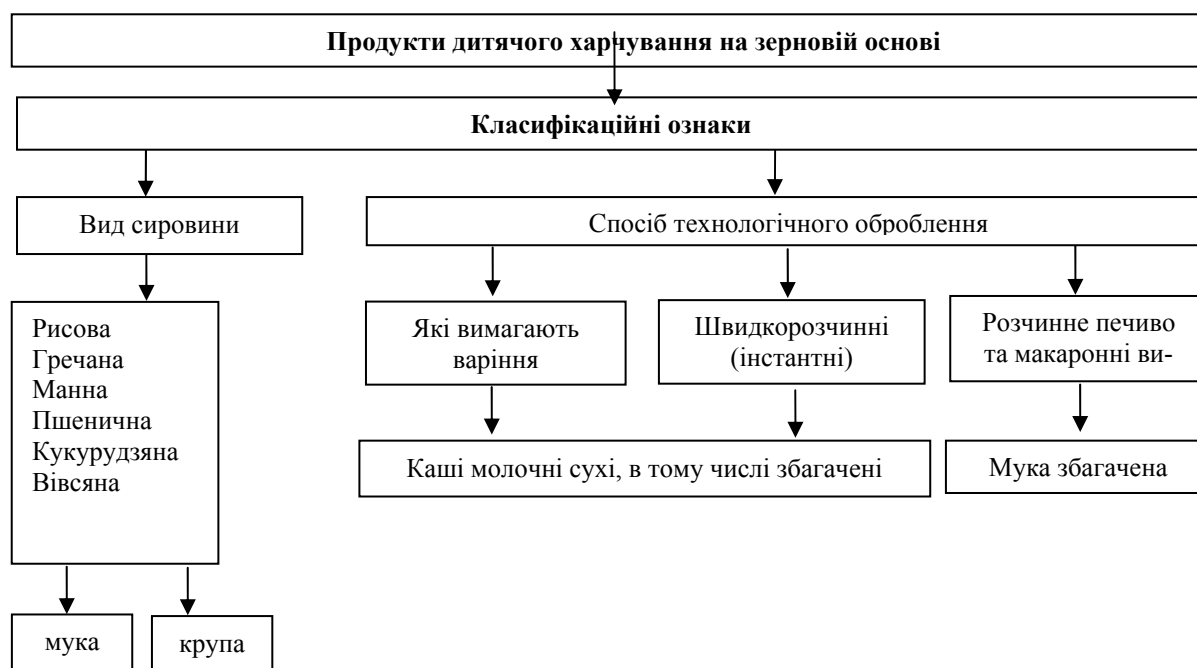 Продукти дитячого харчування на зерновій основі
Класифікаційні ознаки
Вид сировини
Спосіб технологічного оброблення
Рисова
Гречана
Манна
Пшенична
Кукурудзяна
Вівсяна
Які вимагають
варіння
Швидкорозчинні
(інстантні)
Розчинне печиво
та макаронні ви-
Каші молочні сухі, в тому числі збагачені
Мука збагачена
мука
крупа